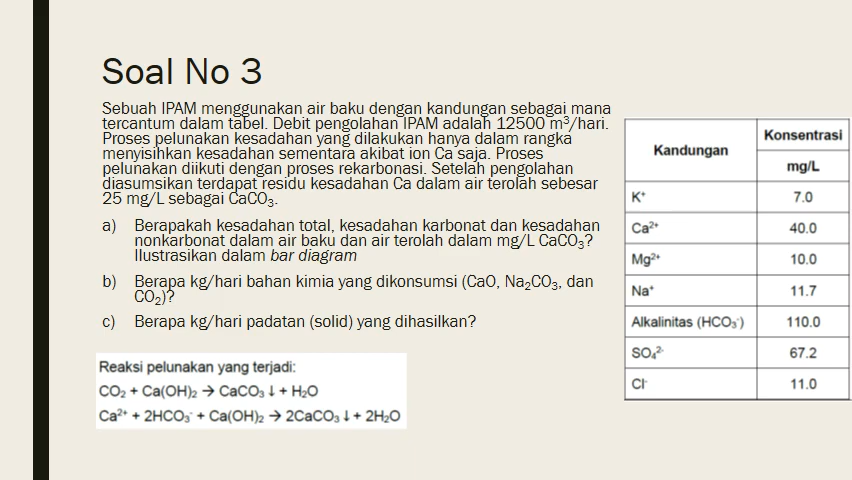 Soal No 3
Sebuah IPAM menggunakan air baku dengan kandungan sebagai mana
tercantum dalam tabel. Debit pengolahan IPAM adalah 12500 m³/hari.
Proses pelunakan kesadahan yang dilakukan hanya dalam rangka
menyisihkan kesadahan sementara akibat ion Ca saja. Proses
pelunakan diikuti dengan proses rekarbonasi. Setelah pengolahan
diasumsikan terdapat residu kesadahan Ca dalam air terolah sebesar
25 mg/L sebagai CaCO₃.
a) Berapakah kesadahan total, kesadahan karbonat dan kesadahan
nonkarbonat dalam air baku dan air terolah dalam mg/L CaCO₃?
Ilustrasikan dalam bar diagram
b) Berapa kg/hari bahan kimia yang dikonsumsi (CaO, Na₂CO₃, dan
CO₂)?
c) Berapa kg/hari padatan (solid) yang dihasilkan?
Reaksi pelunakan yang terjadi:
CO₂ + Ca(OH)₂ → CaCO₃↓ + H₂O
Ca²⁺ + 2HCO₃⁻ + Ca(OH)₂ → 2CaCO₃↓ + 2H₂O
Kandungan Konsentrasi
mg/L
K⁺ 7.0
Ca²⁺ 40.0
Mg²⁺ 10.0
Na⁺ 11.7
Alkalinitas (HCO₃⁻) 110.0
SO₄²⁻ 67.2
Cl⁻ 11.0